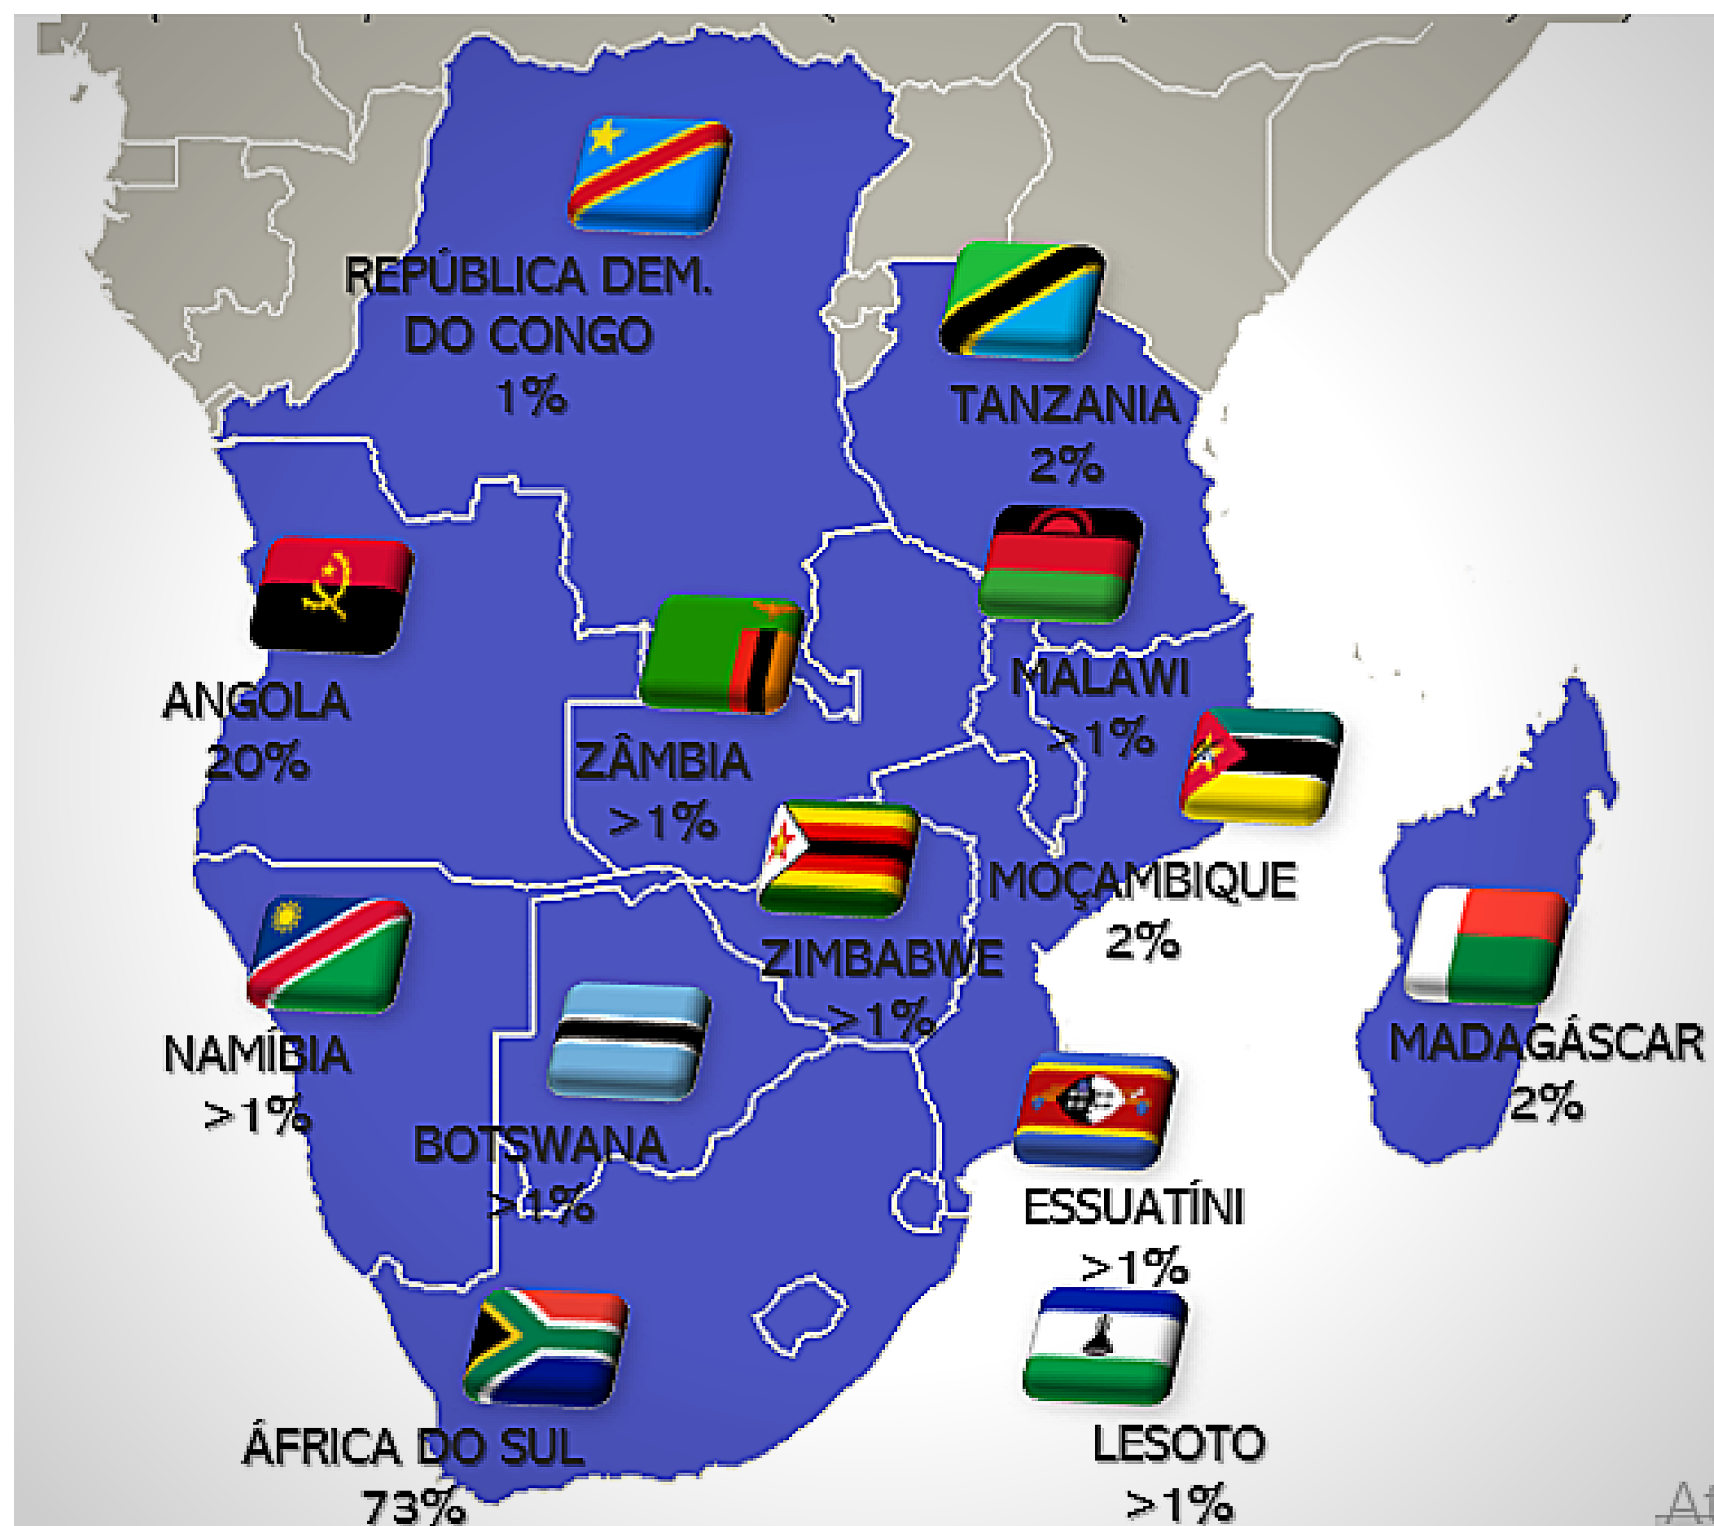 REPÚBLICA DEM.
DO CONGO
1%
TANZANIA
2%
ANGOLA
20%
MALAWI
>1%
ZÂMBIA
>1%
MOÇAMBIQUE
2%
ZIMBABWE
>1%
NAMÍBIA
>1%
MADAGÁSCAR
2%
BOTSWANA
>1%
ESSUATÍNI
>1%
ÁFRICA DO SUL
73%
LESOTO
>1%